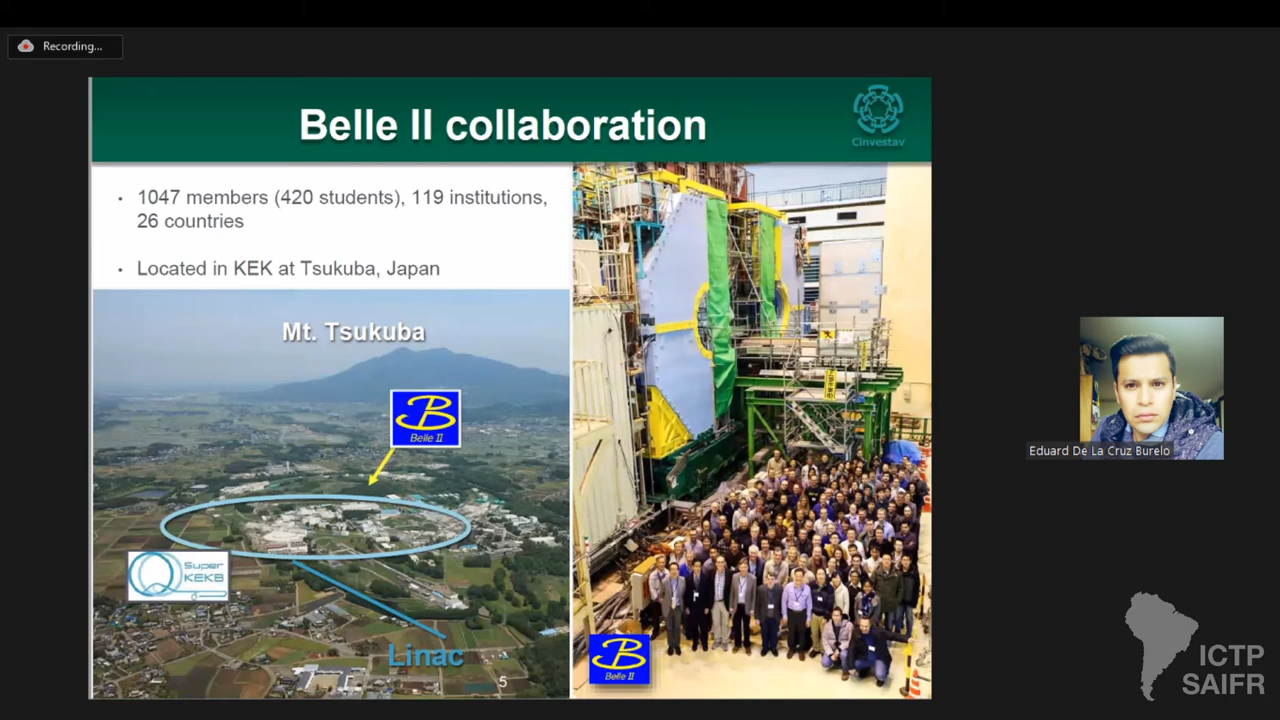 Recording...
Belle II collaboration
Cinvestav
1047 members (420 students), 119 institutions,
26 countries
Located in KEK at Tsukuba, Japan
Mt. Tsukuba
B
Belle II
Super
KEKB
Linac
5
B
Belle II
Eduard De La Cruz Burelo
ICTP
SAIFR